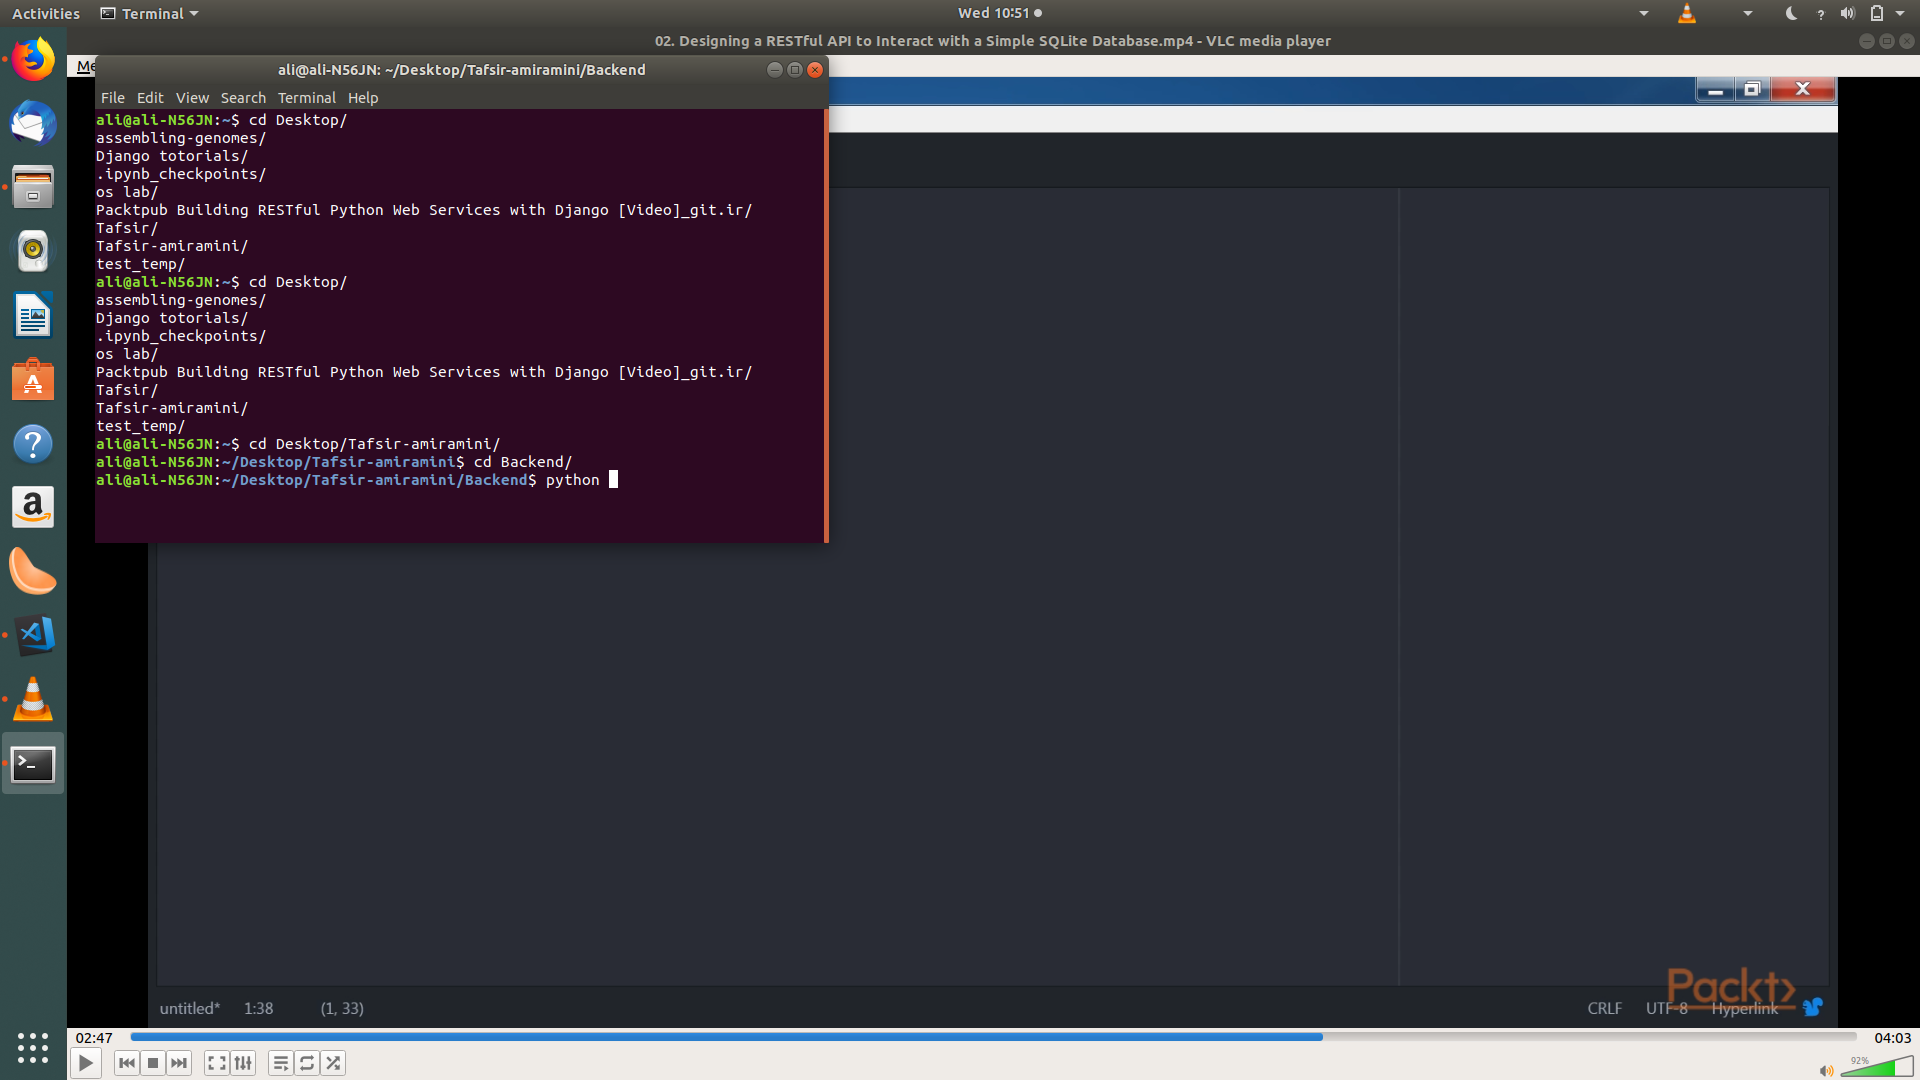 Activities
Terminal
Wed 10:51
02. Designing a RESTful API to Interact with a Simple SQLite Database.mp4 - VLC media player
ali@ali-N56JN: ~/Desktop/Tafsir-amiramini/Backend
File Edit View Search Terminal Help
ali@ali-N56JN:~$ cd Desktop/
assembling-genomes/
Django totorials/
.ipynb_checkpoints/
os lab/
Packtpub Building RESTful Python Web Services with Django [Video]_git.ir/
Tafsir/
Tafsir-amiramini/
test_temp/
ali@ali-N56JN:~$ cd Desktop/
assembling-genomes/
Django totorials/
.ipynb_checkpoints/
os lab/
Packtpub Building RESTful Python Web Services with Django [Video]_git.ir/
Tafsir/
Tafsir-amiramini/
test_temp/
ali@ali-N56JN:~$ cd Desktop/Tafsir-amiramini/
ali@ali-N56JN:~/Desktop/Tafsir-amiramini$ cd Backend/
ali@ali-N56JN:~/Desktop/Tafsir-amiramini/Backend$ python
Packt>
untitled* 1:38 (1, 33) CRLF UTF-8 Hyperlink
02:47 04:03
92%